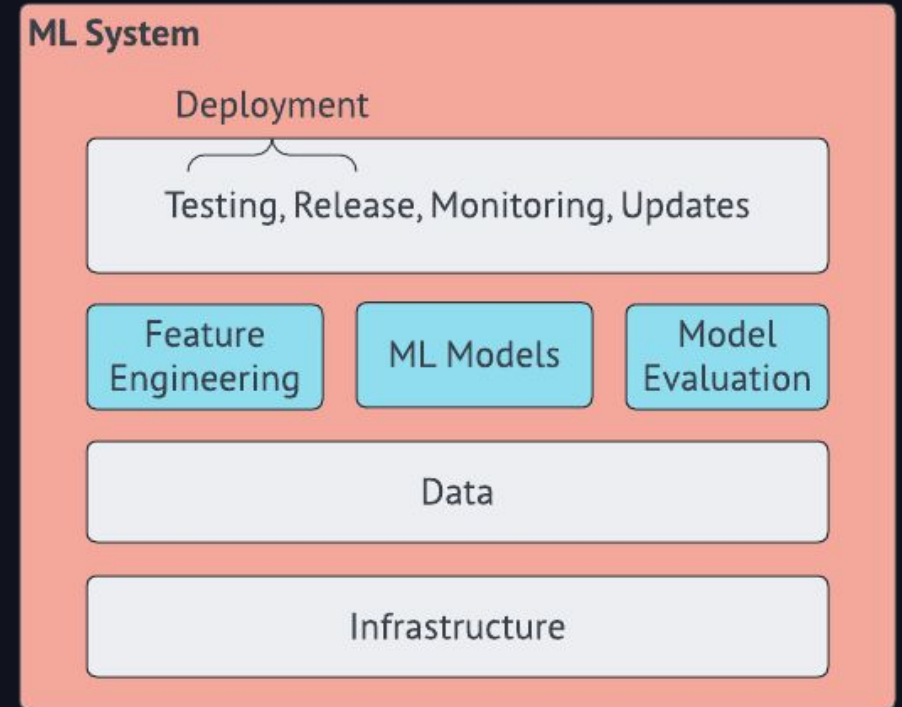 ML System
Deployment
Testing, Release, Monitoring, Updates
Feature
Engineering
ML Models
Model
Evaluation
Data
Infrastructure